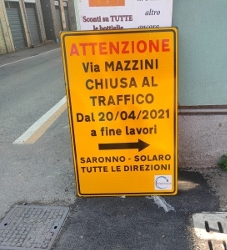 Sconti su TUTTE
le bottiglie
altro
ATTENZIONE
Via MAZZINI
CHIUSA AL
TRAFFICO
Dal 20/04/2021
a fine lavori
SARONNO - SOLARO
TUTTE LE DIREZIONI